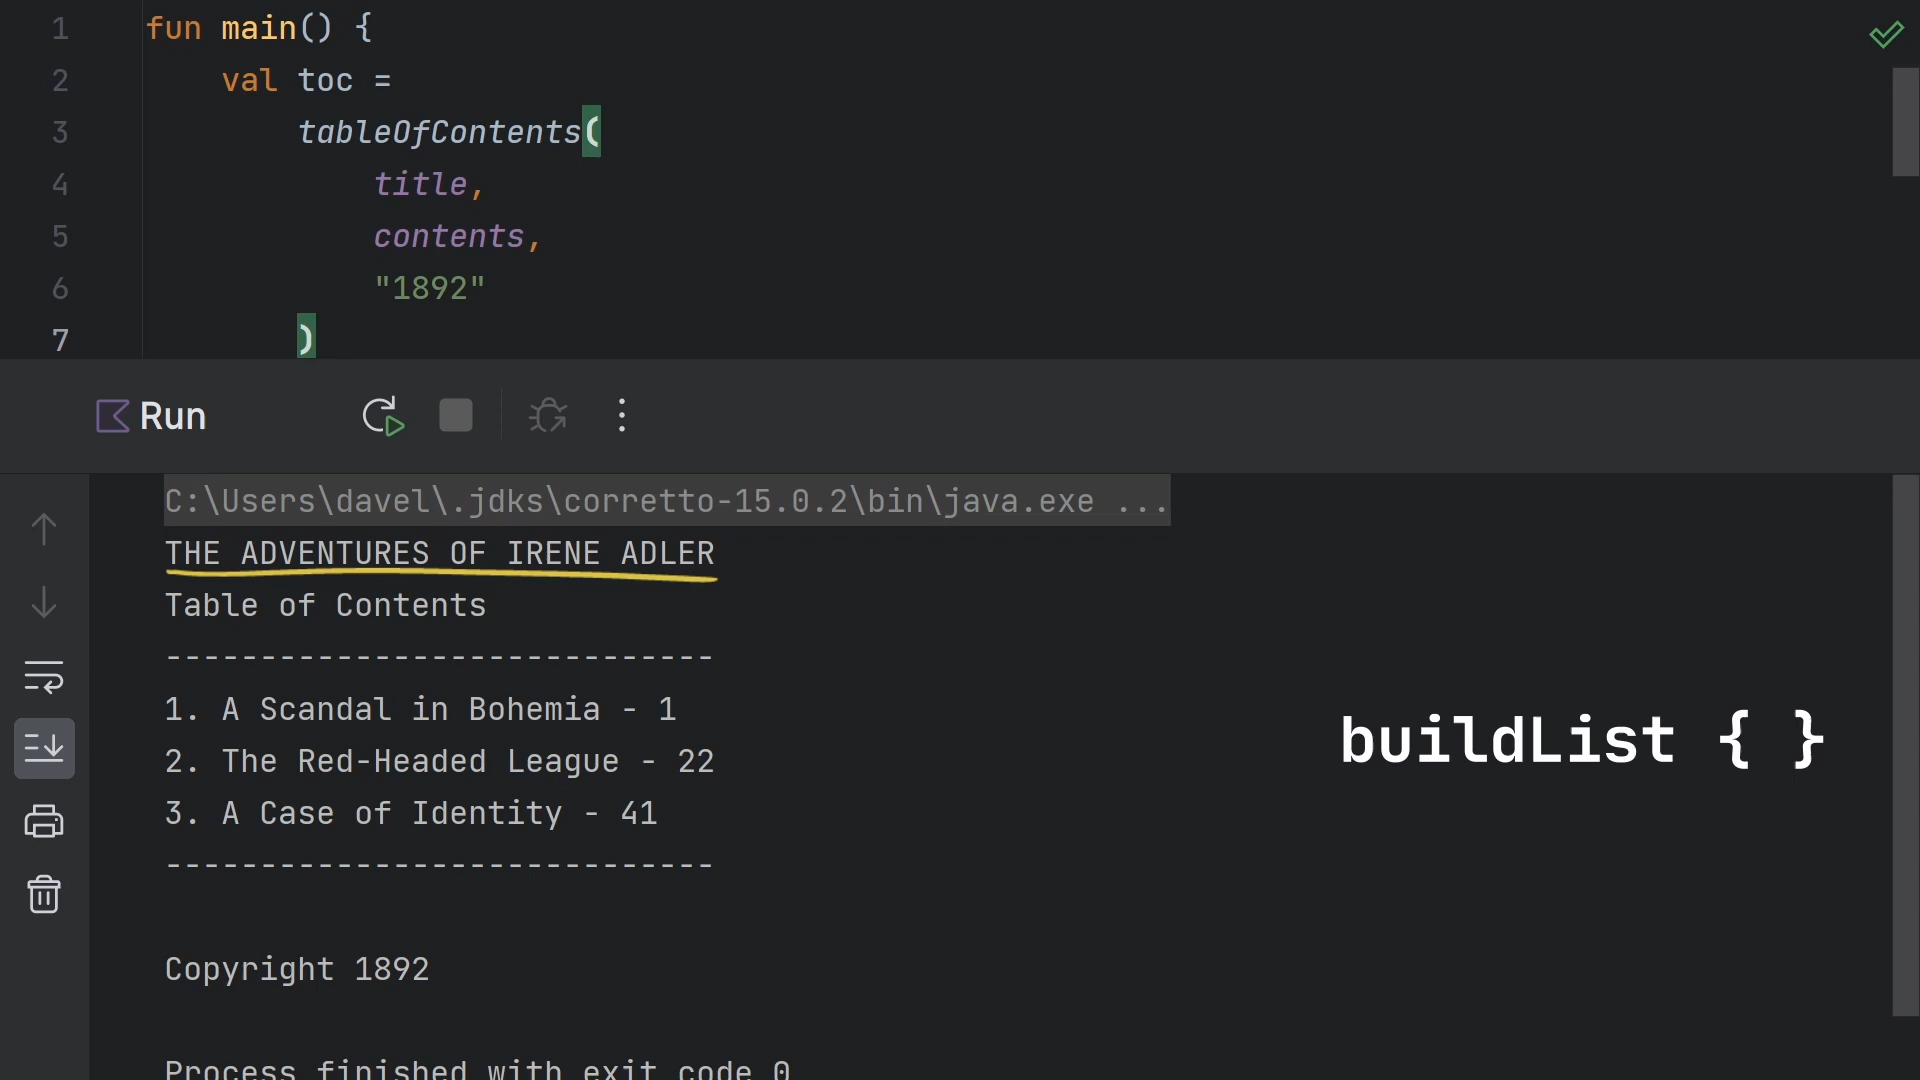 1 fun main() {
2 val toc =
3 tableOfContents(
4 title,
5 contents,
6 "1892"
7 )
Run
C:\Users\davel\.jdks\corretto-15.0.2\bin\java.exe ...
THE ADVENTURES OF IRENE ADLER
Table of Contents
-----------------------------
1. A Scandal in Bohemia - 1
2. The Red-Headed League - 22
3. A Case of Identity - 41
-----------------------------
Copyright 1892
Process finished with exit code 0
buildList { }